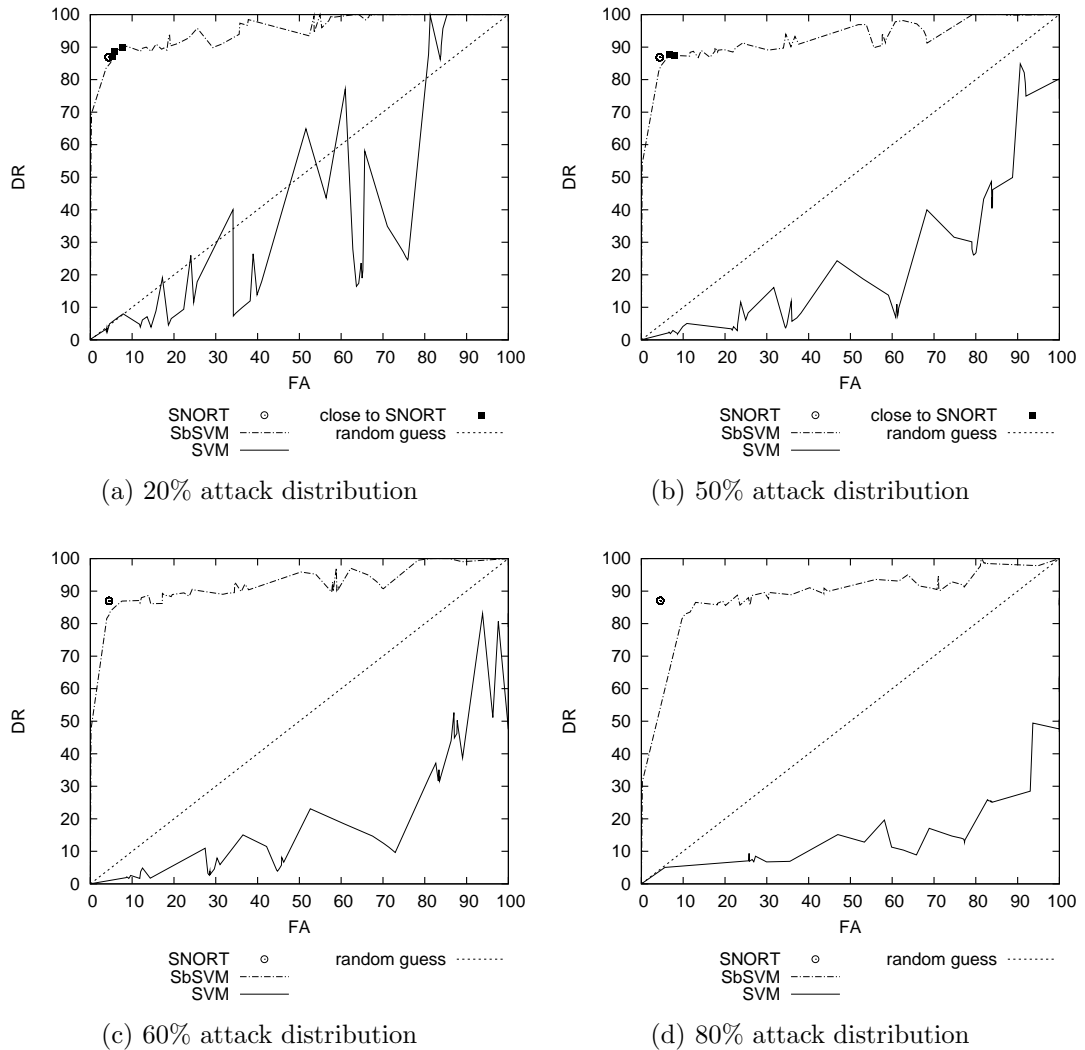 100
90
80
70
60
50
40
30
20
10
0
DR
0 10 20 30 40 50 60 70 80 90 100
FA
SNORT close to SNORT
SbSVM random guess
SVM
(a) 20% attack distribution
100
90
80
70
60
50
40
30
20
10
0
DR
0 10 20 30 40 50 60 70 80 90 100
FA
SNORT close to SNORT
SbSVM random guess
SVM
(b) 50% attack distribution
100
90
80
70
60
50
40
30
20
10
0
DR
0 10 20 30 40 50 60 70 80 90 100
FA
SNORT random guess
SbSVM
SVM
(c) 60% attack distribution
100
90
80
70
60
50
40
30
20
10
0
DR
0 10 20 30 40 50 60 70 80 90 100
FA
SNORT random guess
SbSVM
SVM
(d) 80% attack distribution